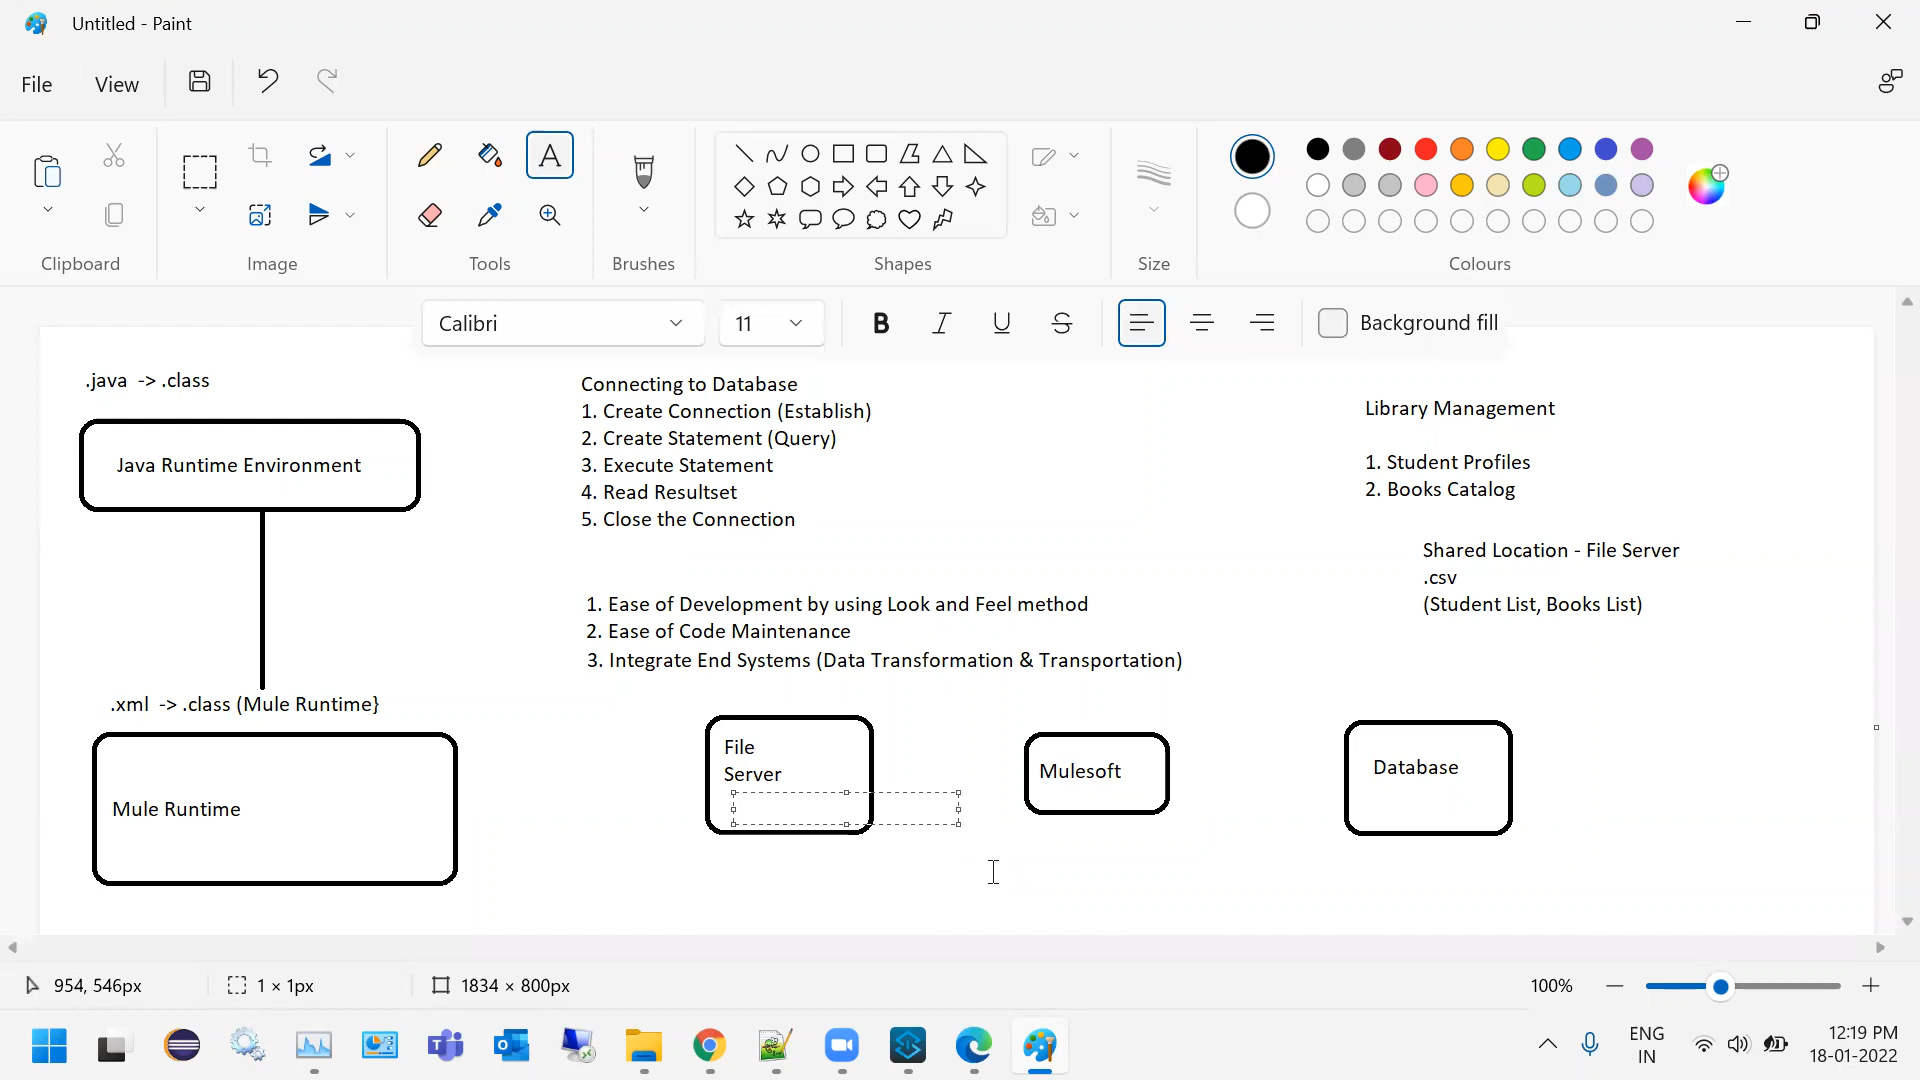 Untitled - Paint
File
View
Clipboard
Image
Tools
Brushes
Shapes
Size
Colours
Calibri
11
B
I
U
S
Background fill
.java -> .class
Java Runtime Environment
.xml -> .class (Mule Runtime}
Mule Runtime
Connecting to Database
1. Create Connection (Establish)
2. Create Statement (Query)
3. Execute Statement
4. Read Resultset
5. Close the Connection
1. Ease of Development by using Look and Feel method
2. Ease of Code Maintenance
3. Integrate End Systems (Data Transformation & Transportation)
File
Server
Mulesoft
Database
Library Management
1. Student Profiles
2. Books Catalog
Shared Location - File Server
.csv
(Student List, Books List)
954, 546px
1 × 1px
1834 × 800px
100%
ENG
IN
12:19 PM
18-01-2022